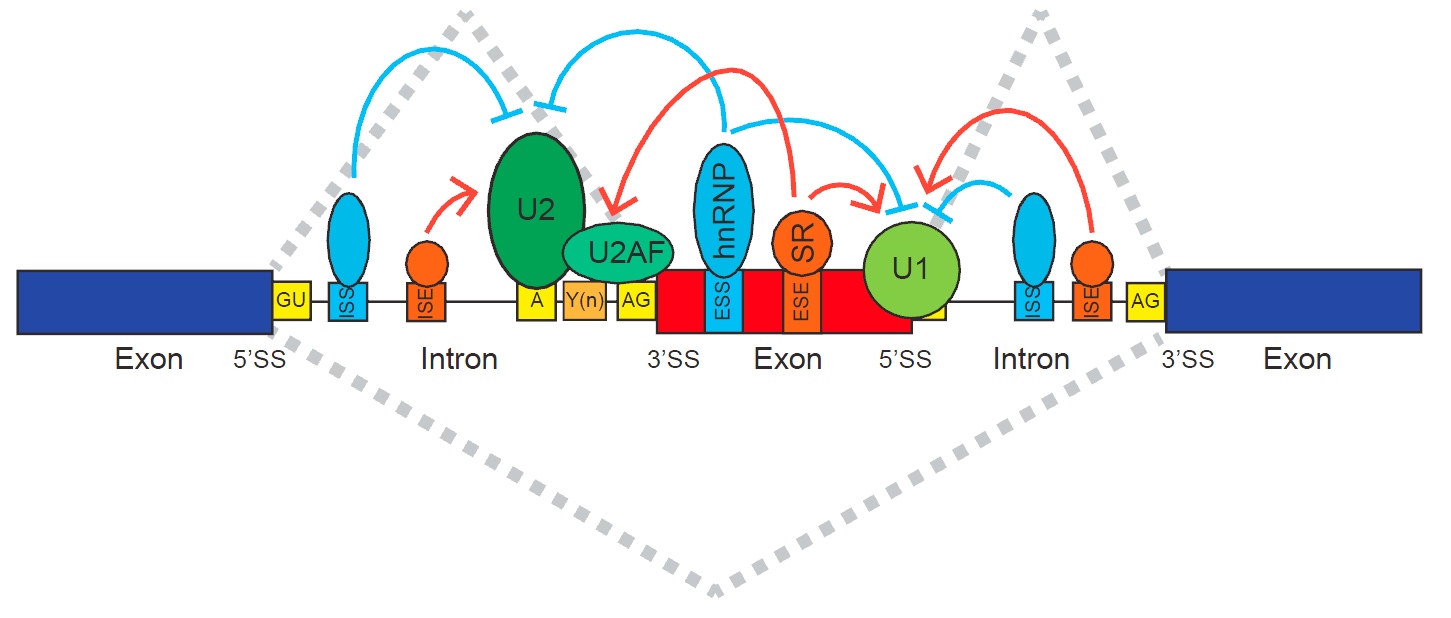 U2
U2AF
hnRNP
SR
U1
GU
ISS
ISE
A
Y(n)
AG
ESS
ESE
ISS
ISE
AG
Exon
5’SS
Intron
3’SS
Exon
5’SS
Intron
3’SS
Exon